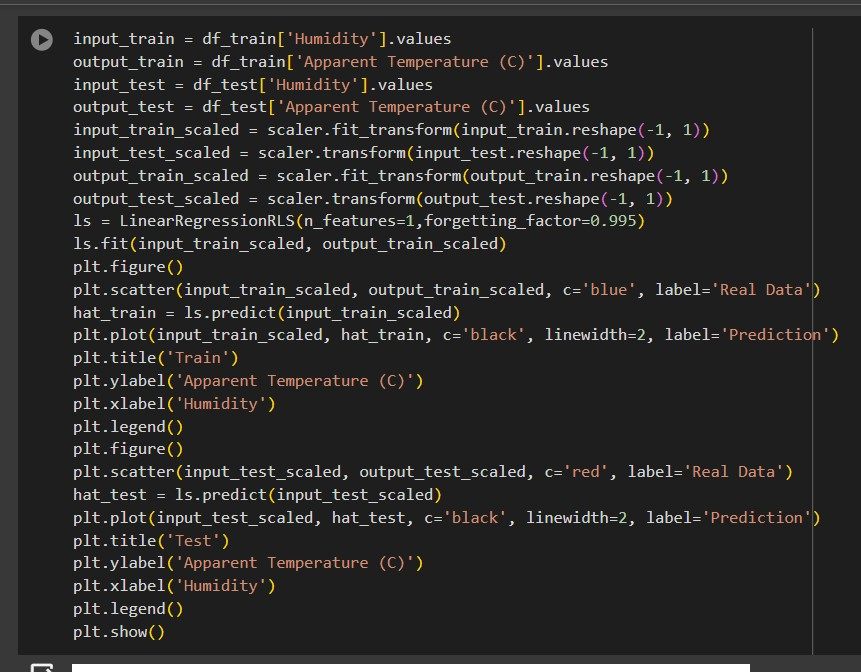 input_train = df_train['Humidity'].values
output_train = df_train['Apparent Temperature (C)'].values
input_test = df_test['Humidity'].values
output_test = df_test['Apparent Temperature (C)'].values
input_train_scaled = scaler.fit_transform(input_train.reshape(-1, 1))
input_test_scaled = scaler.transform(input_test.reshape(-1, 1))
output_train_scaled = scaler.fit_transform(output_train.reshape(-1, 1))
output_test_scaled = scaler.transform(output_test.reshape(-1, 1))
ls = LinearRegressionRLS(n_features=1,forgetting_factor=0.995)
ls.fit(input_train_scaled, output_train_scaled)
plt.figure()
plt.scatter(input_train_scaled, output_train_scaled, c='blue', label='Real Data')
hat_train = ls.predict(input_train_scaled)
plt.plot(input_train_scaled, hat_train, c='black', linewidth=2, label='Prediction')
plt.title('Train')
plt.ylabel('Apparent Temperature (C)')
plt.xlabel('Humidity')
plt.legend()
plt.figure()
plt.scatter(input_test_scaled, output_test_scaled, c='red', label='Real Data')
hat_test = ls.predict(input_test_scaled)
plt.plot(input_test_scaled, hat_test, c='black', linewidth=2, label='Prediction')
plt.title('Test')
plt.ylabel('Apparent Temperature (C)')
plt.xlabel('Humidity')
plt.legend()
plt.show()